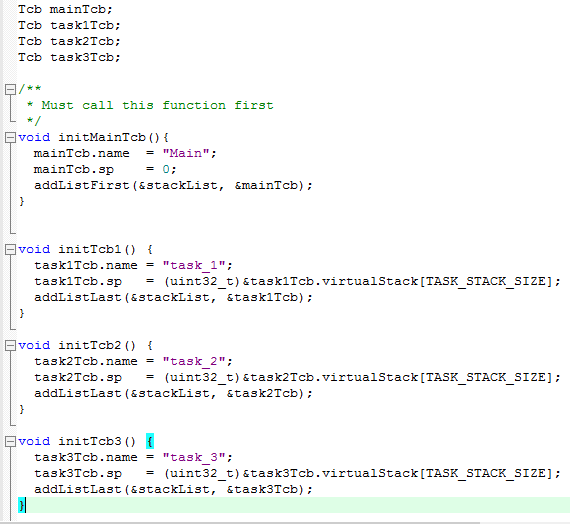 Tcb mainTcb;
Tcb task1Tcb;
Tcb task2Tcb;
Tcb task3Tcb;
/**
 * Must call this function first
 */
void initMainTcb(){
  mainTcb.name  = "Main";
  mainTcb.sp    = 0;
  addListFirst(&stackList, &mainTcb);
}
void initTcb1() {
  task1Tcb.name = "task_1";
  task1Tcb.sp   = (uint32_t)&task1Tcb.virtualStack[TASK_STACK_SIZE];
  addListLast(&stackList, &task1Tcb);
}
void initTcb2() {
  task2Tcb.name = "task_2";
  task2Tcb.sp   = (uint32_t)&task2Tcb.virtualStack[TASK_STACK_SIZE];
  addListLast(&stackList, &task2Tcb);
}
void initTcb3() {
  task3Tcb.name = "task_3";
  task3Tcb.sp   = (uint32_t)&task3Tcb.virtualStack[TASK_STACK_SIZE];
  addListLast(&stackList, &task3Tcb);
}